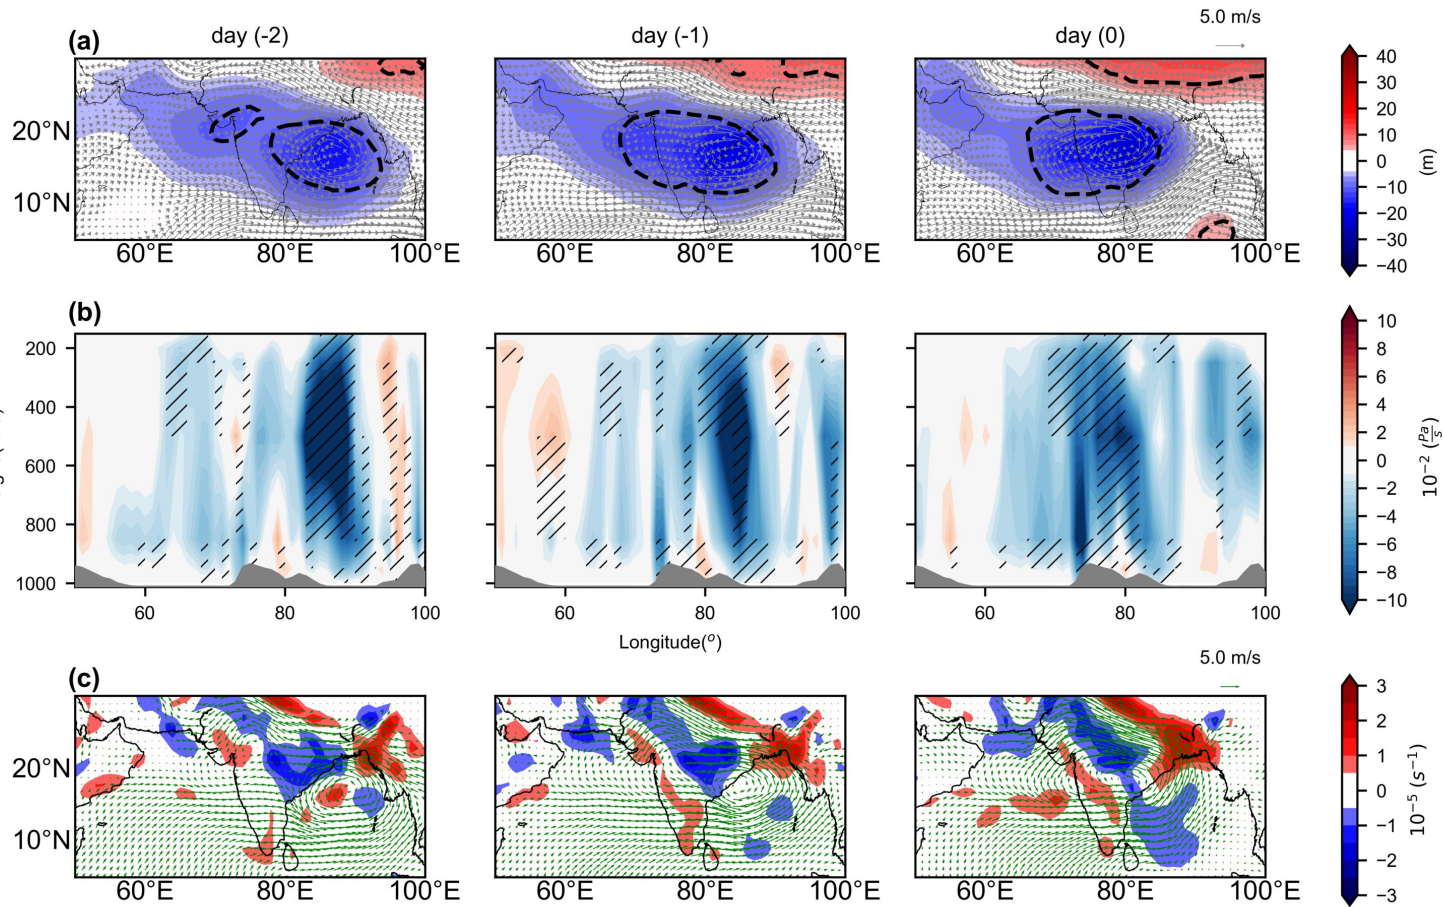 5.0 m/s
(a) day (-2) day (-1) day (0)
20°N
10°N
60°E 80°E 100°E 60°E 80°E 100°E 60°E 80°E 100°E
40
20
10
0
−10
−20
−30
−40
(m)
(b)
200
400
600
800
1000
60 80 100 60 80 100 60 80 100
Longitude(°)
10
8
6
4
2
0
−2
−4
−6
−8
−10
10⁻² (Pa/s)
5.0 m/s
(c)
20°N
10°N
60°E 80°E 100°E 60°E 80°E 100°E 60°E 80°E 100°E
3
2
1
0
−1
−2
−3
10⁻⁵ (s⁻¹)